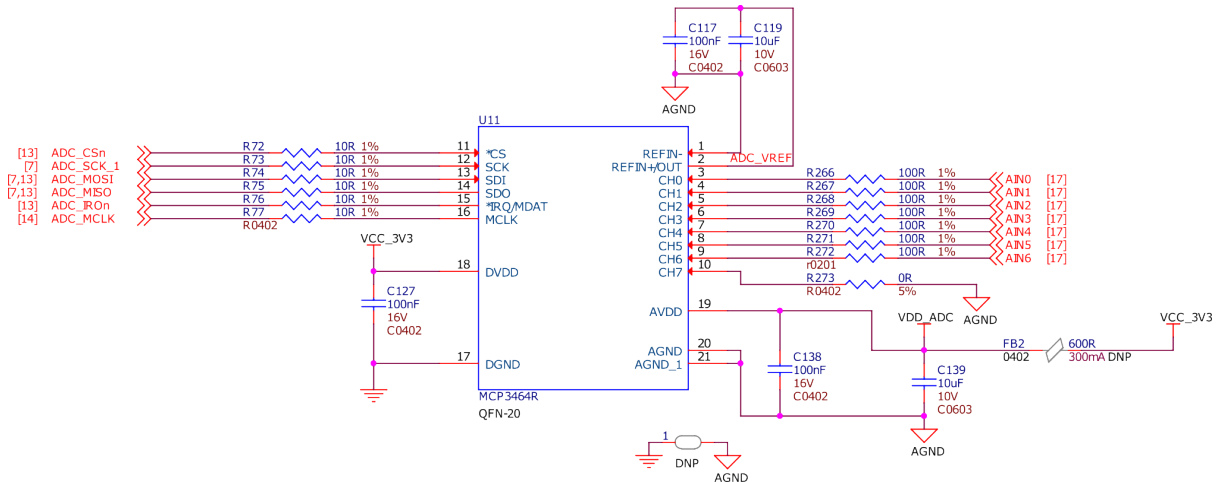 C117
100nF
16V
C0402
C119
10uF
10V
C0603
AGND
U11
[13] ADC_CSn
R72 10R 1%
11 *CS
[7] ADC_SCK_1
R73 10R 1%
12 SCK
[7,13] ADC_MOSI
R74 10R 1%
13 SDI
[7,13] ADC_MISO
R75 10R 1%
14 SDO
[13] ADC_IRQn
R76 10R 1%
15 *IRQ/MDAT
[14] ADC_MCLK
R77 10R 1%
16 MCLK
R0402
REFIN- 1
REFIN+/OUT 2 ADC_VREF
CH0 3 R266 100R 1% AIN0 [17]
CH1 4 R267 100R 1% AIN1 [17]
CH2 5 R268 100R 1% AIN2 [17]
CH3 6 R269 100R 1% AIN3 [17]
CH4 7 R270 100R 1% AIN4 [17]
CH5 8 R271 100R 1% AIN5 [17]
CH6 9 R272 100R 1% AIN6 [17]
r0201
CH7 10 R273 0R
R0402 5%
AGND
VCC_3V3
18 DVDD
C127
100nF
16V
C0402
17 DGND
AVDD 19
AGND 20
AGND_1 21
VDD_ADC
VCC_3V3
FB2 600R
0402 300mA DNP
C138
100nF
16V
C0402
C139
10uF
10V
C0603
AGND
MCP3464R
QFN-20
1
DNP
AGND